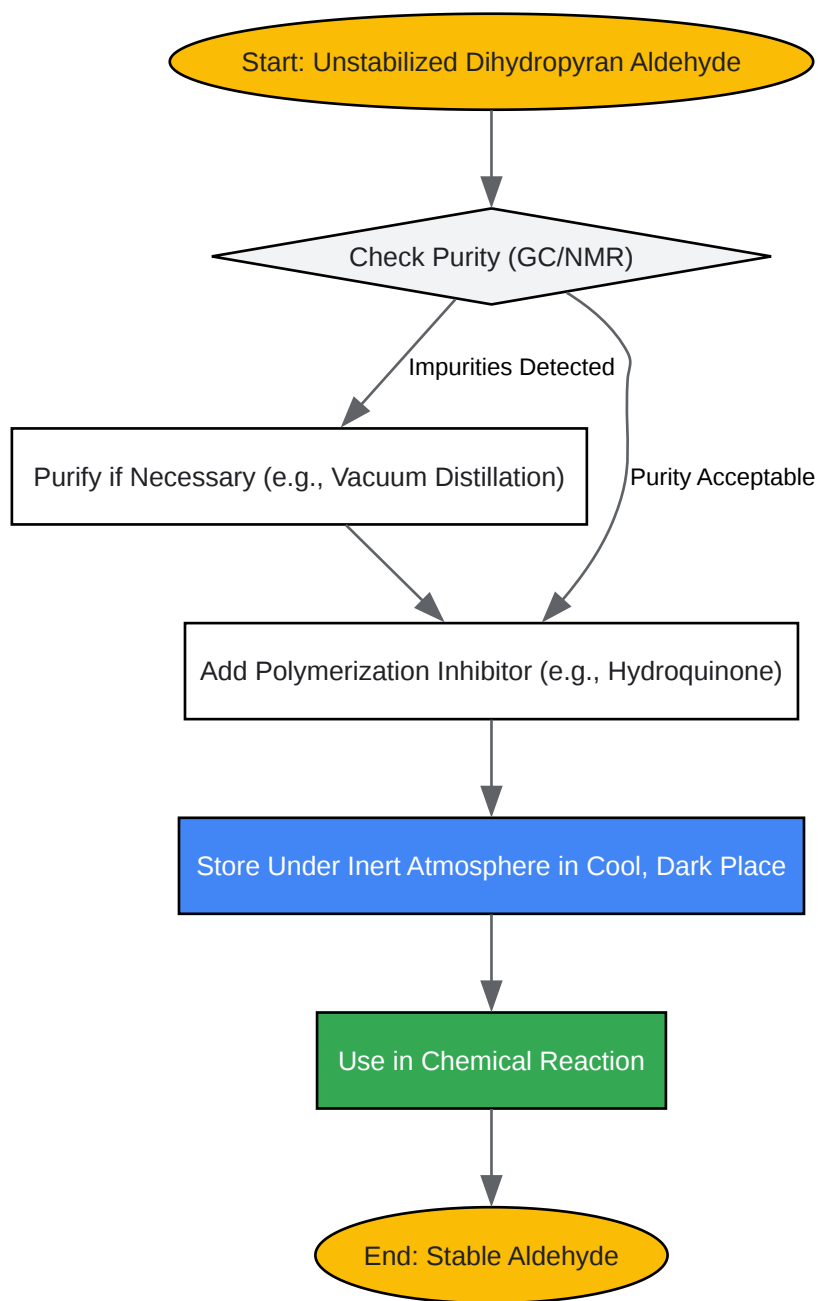 Start: Unstabilized Dihydropyran Aldehyde
Check Purity (GC/NMR)
Impurities Detected
Purify if Necessary (e.g., Vacuum Distillation)
Purity Acceptable
Add Polymerization Inhibitor (e.g., Hydroquinone)
Store Under Inert Atmosphere in Cool, Dark Place
Use in Chemical Reaction
End: Stable Aldehyde